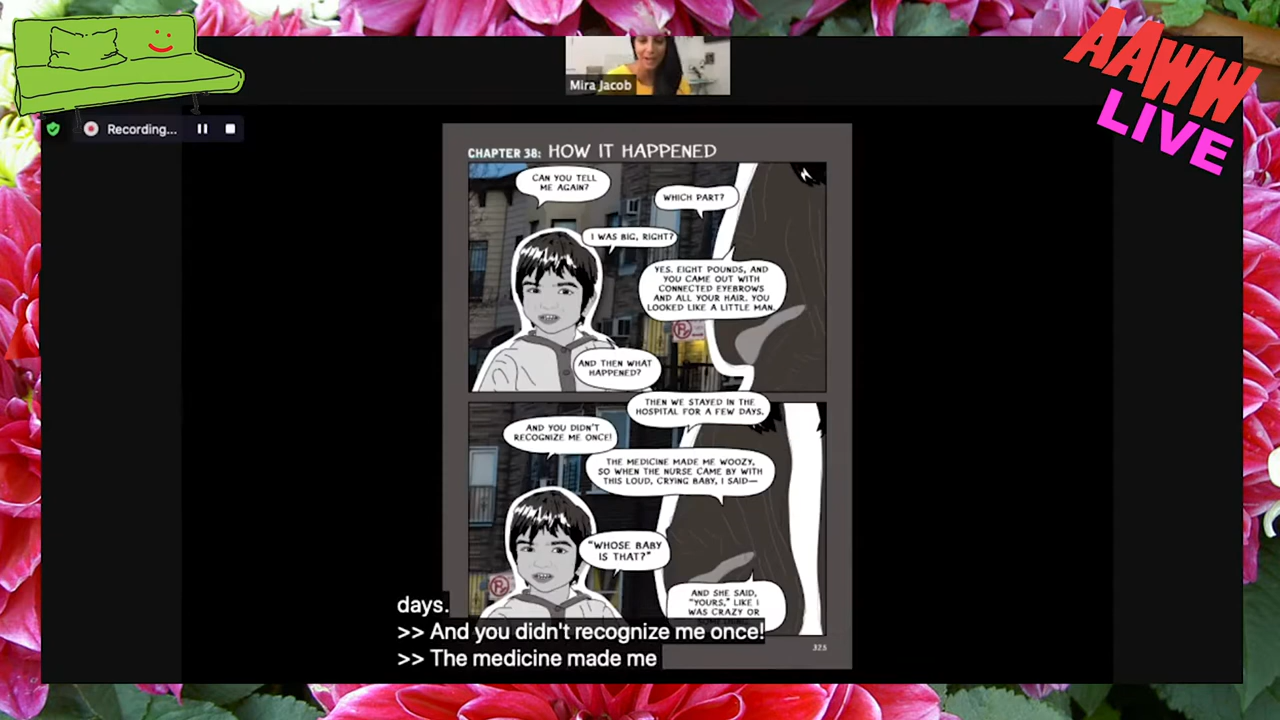 Mira Jacob
AAWW
LIVE
Recording...
CHAPTER 38: HOW IT HAPPENED
CAN YOU TELL
ME AGAIN?
WHICH PART?
I WAS BIG, RIGHT?
YES. EIGHT POUNDS, AND
YOU CAME OUT WITH
CONNECTED EYEBROWS
AND ALL YOUR HAIR. YOU
LOOKED LIKE A LITTLE MAN.
AND THEN WHAT
HAPPENED?
THEN WE STAYED IN THE
HOSPITAL FOR A FEW DAYS.
AND YOU DIDN'T
RECOGNIZE ME ONCE!
THE MEDICINE MADE ME WOOZY,
SO WHEN THE NURSE CAME BY WITH
THIS LOUD, CRYING BABY, I SAID—
"WHOSE BABY
IS THAT?"
AND SHE SAID,
"YOURS," LIKE I
WAS CRAZY OR
325
days.
>> And you didn't recognize me once!
>> The medicine made me